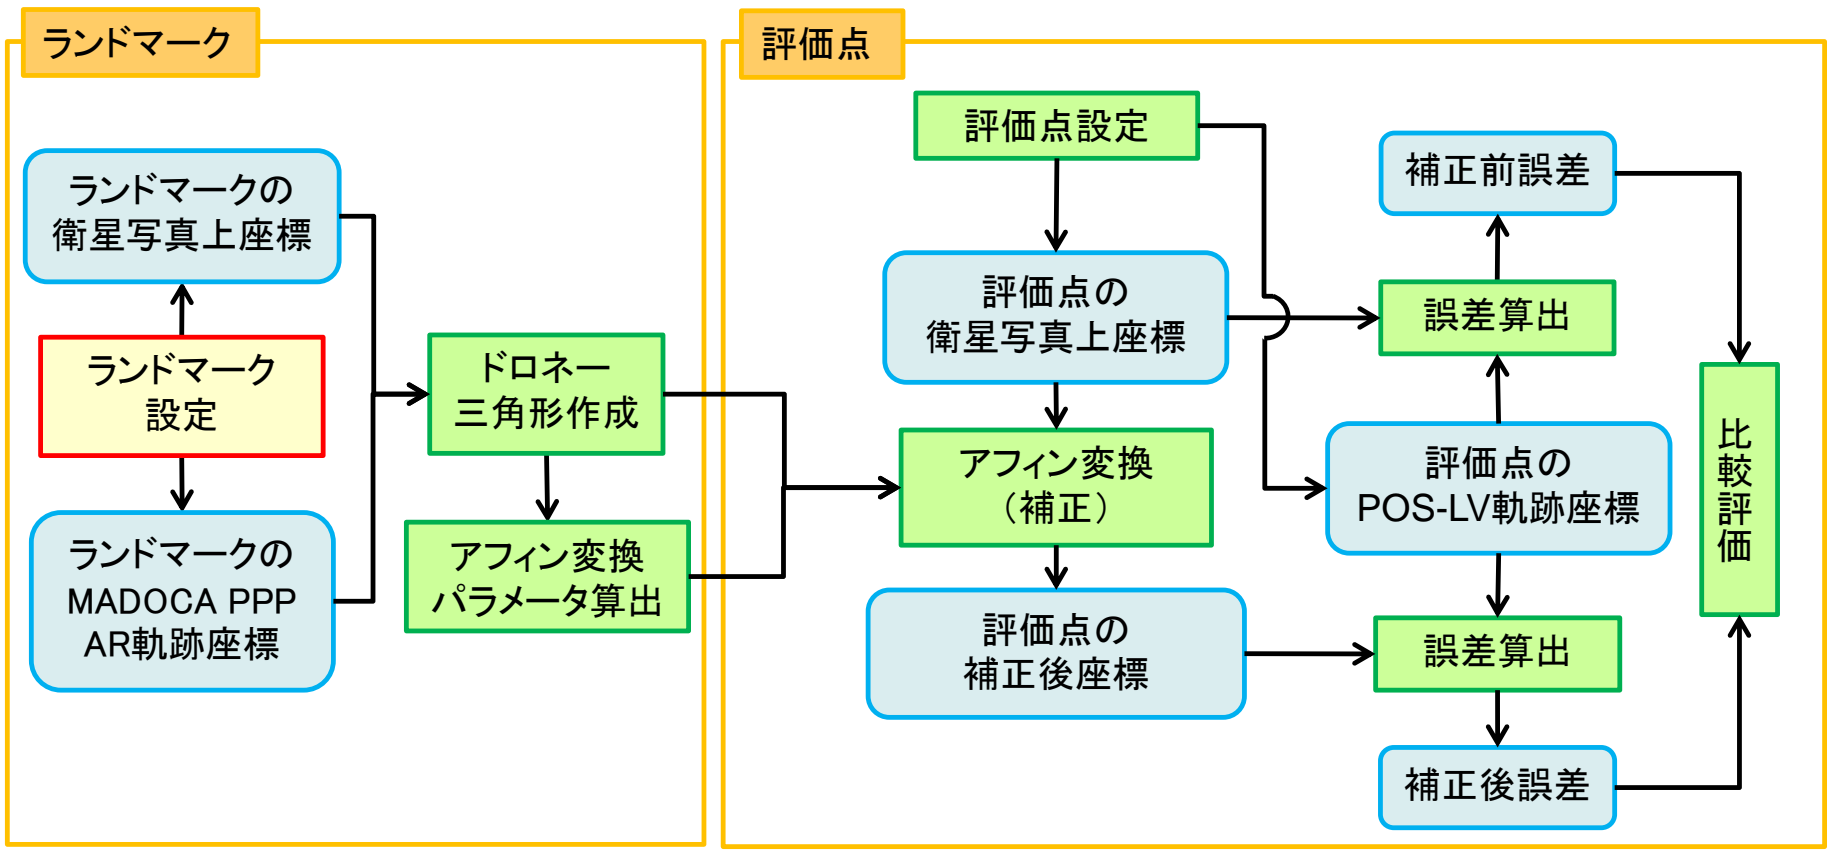 ランドマーク
ランドマークの
衛星写真上座標
ランドマーク
設定
ランドマークの
MADOCA PPP
AR軌跡座標
ドロネー
三角形作成
アフィン変換
パラメータ算出
評価点
評価点設定
評価点の
衛星写真上座標
アフィン変換
（補正）
評価点の
補正後座標
補正前誤差
誤差算出
評価点の
POS-LV軌跡座標
誤差算出
補正後誤差
比較評価